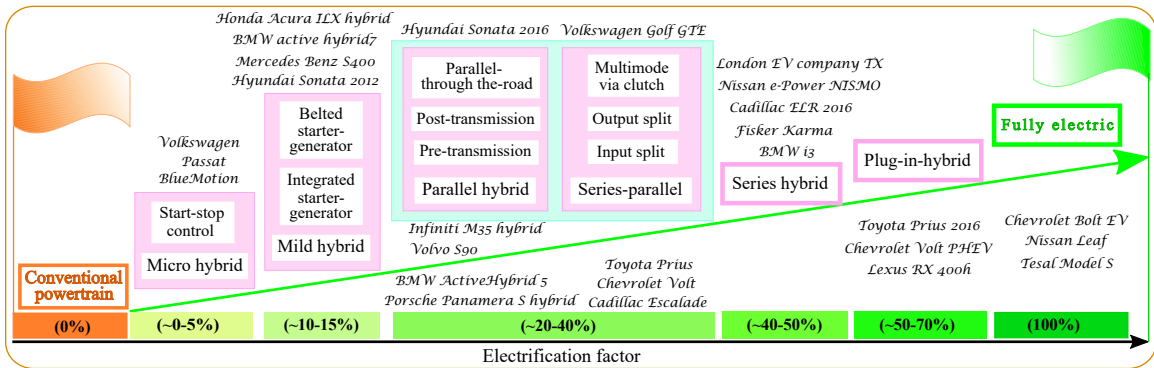 Honda Acura ILX hybrid
BMW active hybrid7
Mercedes Benz S400
Hyundai Sonata 2012
Hyundai Sonata 2016
Volkswagen Golf GTE
Volkswagen
Passat
BlueMotion
Start-stop
control
Micro hybrid
Belted
starter-
generator
Integrated
starter-
generator
Mild hybrid
Parallel-
through the-road
Post-transmission
Pre-transmission
Parallel hybrid
Multimode
via clutch
Output split
Input split
Series-parallel
London EV company TX
Nissan e-Power NISMO
Cadillac ELR 2016
Fisker Karma
BMW i3
Series hybrid
Plug-in-hybrid
Fully electric
Conventional
powertrain
Infiniti M35 hybrid
Volvo S90
BMW ActiveHybrid 5
Porsche Panamera S hybrid
Toyota Prius
Chevrolet Volt
Cadillac Escalade
Toyota Prius 2016
Chevrolet Volt PHEV
Lexus RX 400h
Chevrolet Bolt EV
Nissan Leaf
Tesal Model S
(0%)
(~0-5%)
(~10-15%)
(~20-40%)
(~40-50%)
(~50-70%)
(100%)
Electrification factor